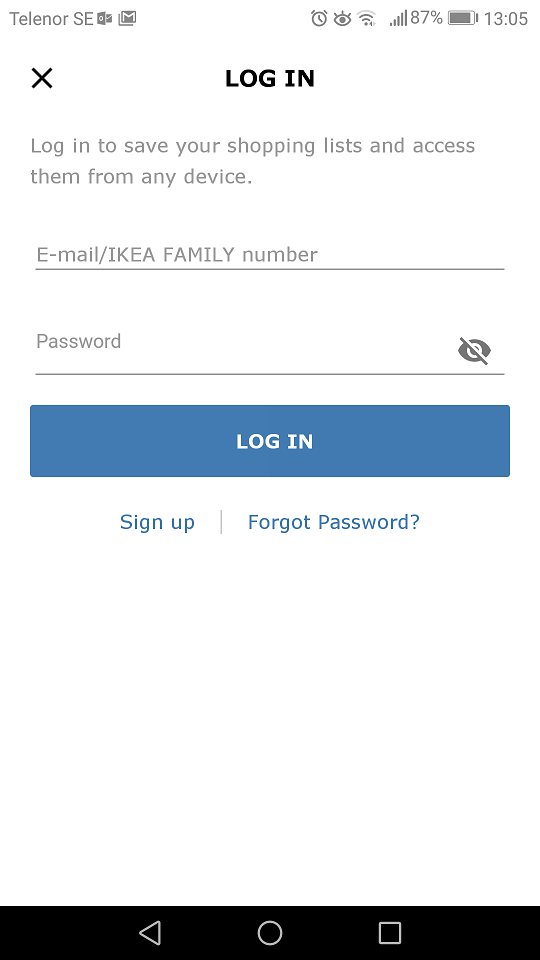 Telenor SE 87% 13:05
LOG IN
Log in to save your shopping lists and access
them from any device.
E-mail/IKEA FAMILY number
Password
LOG IN
Sign up | Forgot Password?